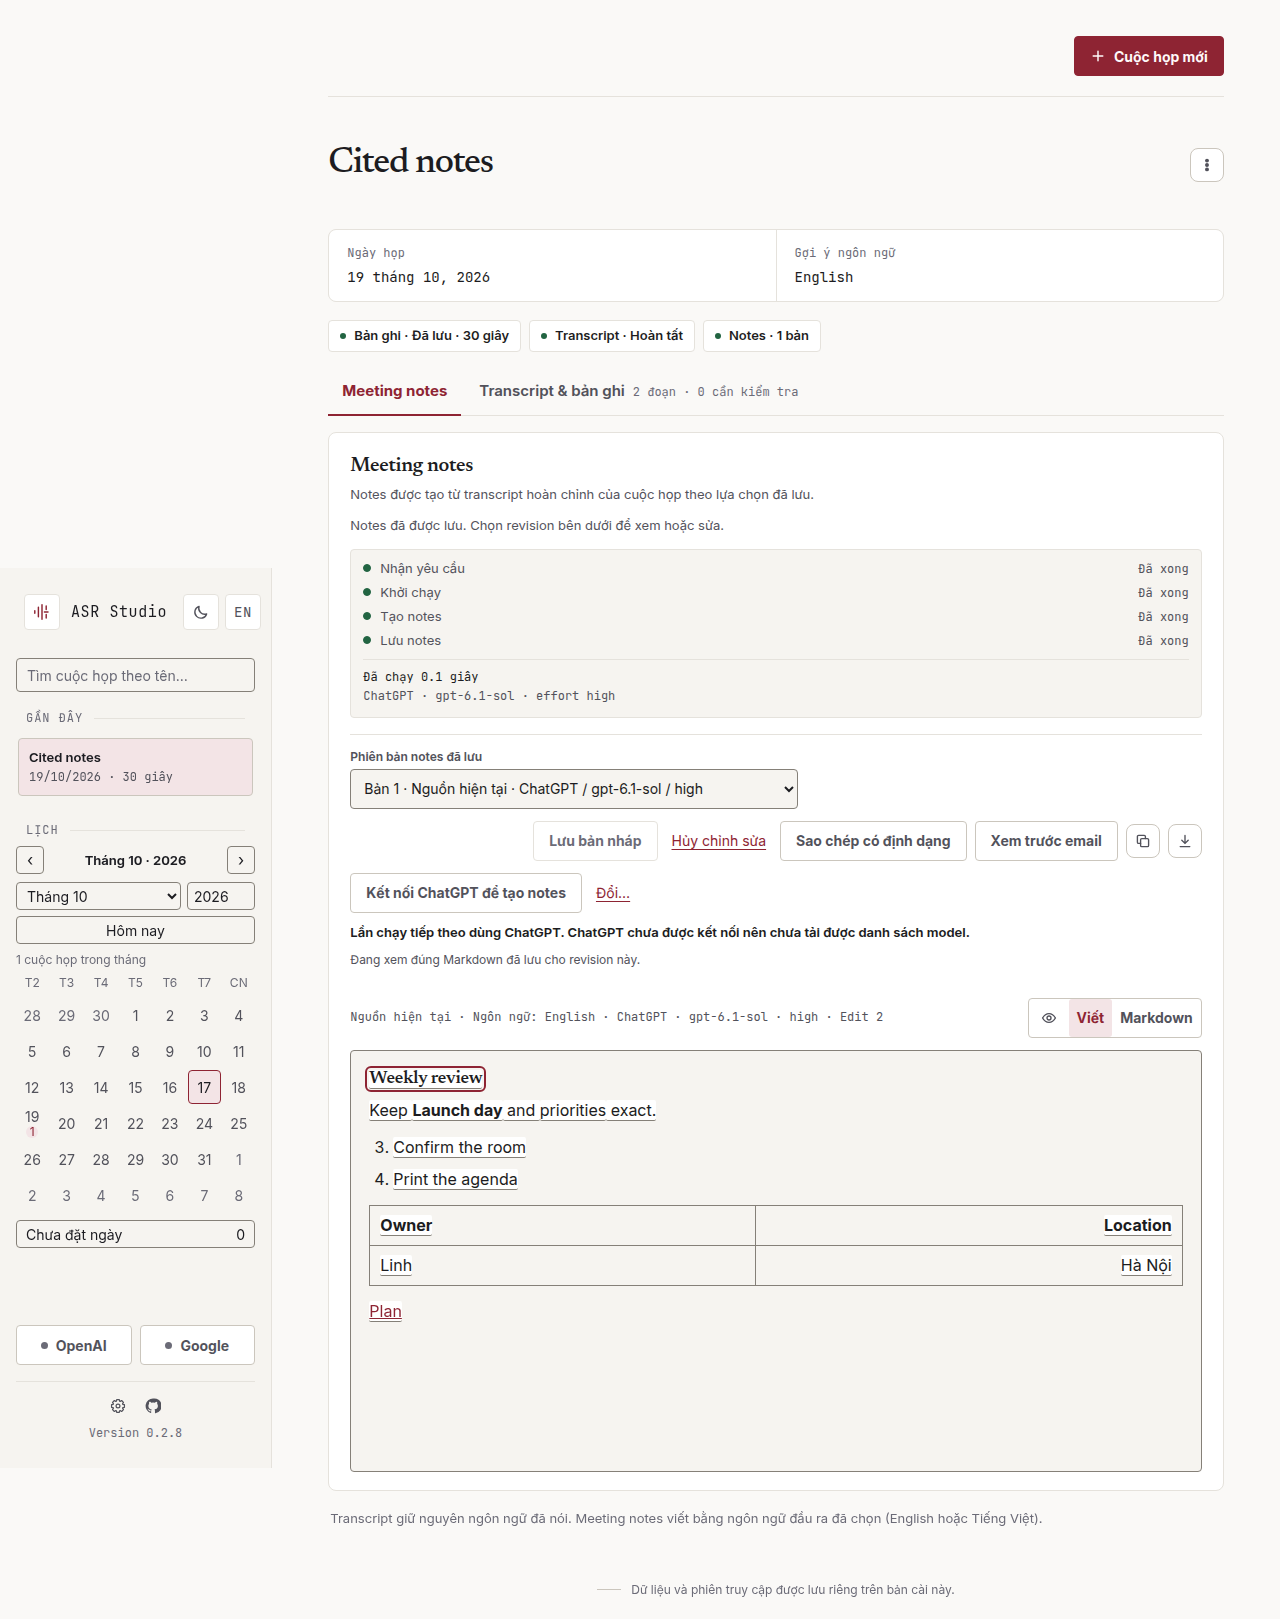 Cuộc họp mới
Cited notes
Ngày họp
19 tháng 10, 2026
Gợi ý ngôn ngữ
English
Bản ghi · Đã lưu · 30 giây
Transcript · Hoàn tất
Notes · 1 bản
Meeting notes
Transcript & bản ghi 2 đoạn · 0 cần kiểm tra
Meeting notes
Notes được tạo từ transcript hoàn chỉnh của cuộc họp theo lựa chọn đã lưu.
Notes đã được lưu. Chọn revision bên dưới để xem hoặc sửa.
Nhận yêu cầu Đã xong
Khởi chạy Đã xong
Tạo notes Đã xong
Lưu notes Đã xong
Đã chạy 0.1 giây
ChatGPT · gpt-6.1-sol · effort high
Phiên bản notes đã lưu
Bản 1 · Nguồn hiện tại · ChatGPT / gpt-6.1-sol / high
Lưu bản nháp
Hủy chỉnh sửa
Sao chép có định dạng
Xem trước email
Kết nối ChatGPT để tạo notes
Đổi...
Lần chạy tiếp theo dùng ChatGPT. ChatGPT chưa được kết nối nên chưa tải được danh sách model.
Đang xem đúng Markdown đã lưu cho revision này.
Nguồn hiện tại · Ngôn ngữ: English · ChatGPT · gpt-6.1-sol · high · Edit 2
Viết
Markdown
Weekly review
Keep Launch day and priorities exact.
3. Confirm the room
4. Print the agenda
Owner Location
Linh Hà Nội
Plan
Transcript giữ nguyên ngôn ngữ đã nói. Meeting notes viết bằng ngôn ngữ đầu ra đã chọn (English hoặc Tiếng Việt).
Dữ liệu và phiên truy cập được lưu riêng trên bản cài này.
ASR Studio
EN
Tìm cuộc họp theo tên...
GẦN ĐÂY
Cited notes
19/10/2026 · 30 giây
LỊCH
‹ Tháng 10 · 2026 ›
Tháng 10 2026
Hôm nay
1 cuộc họp trong tháng
T2 T3 T4 T5 T6 T7 CN
28 29 30 1 2 3 4
5 6 7 8 9 10 11
12 13 14 15 16 17 18
19 20 21 22 23 24 25
1
26 27 28 29 30 31 1
2 3 4 5 6 7 8
Chưa đặt ngày 0
OpenAI
Google
Version 0.2.8